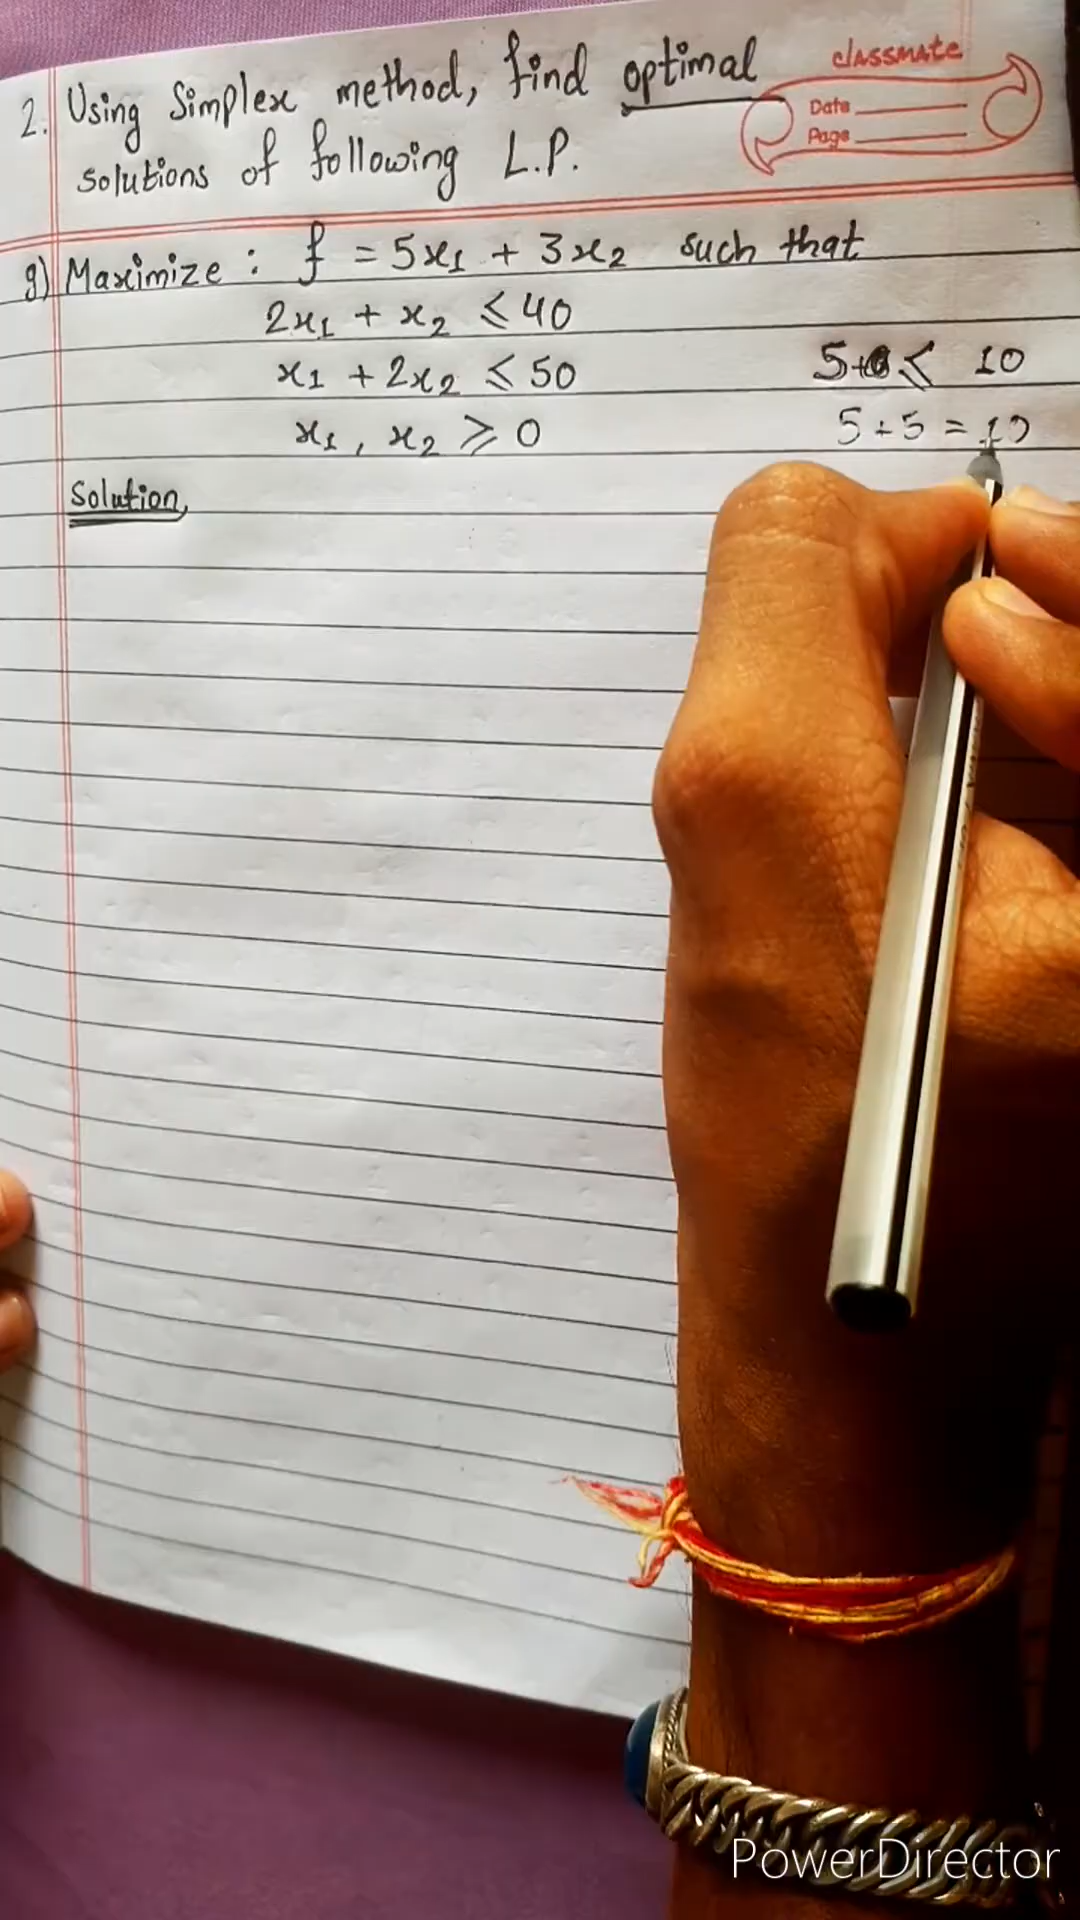 2. Using Simplex method, find optimal
solutions of following L.P.
classmate
Date
Page
g) Maximize : f = 5x₁ + 3x₂ such that
2x₁ + x₂ ≤ 40
x₁ + 2x₂ ≤ 50
x₁, x₂ ≥ 0
5+ ≤ 10
5+5 = 10
Solution,
PowerDirector